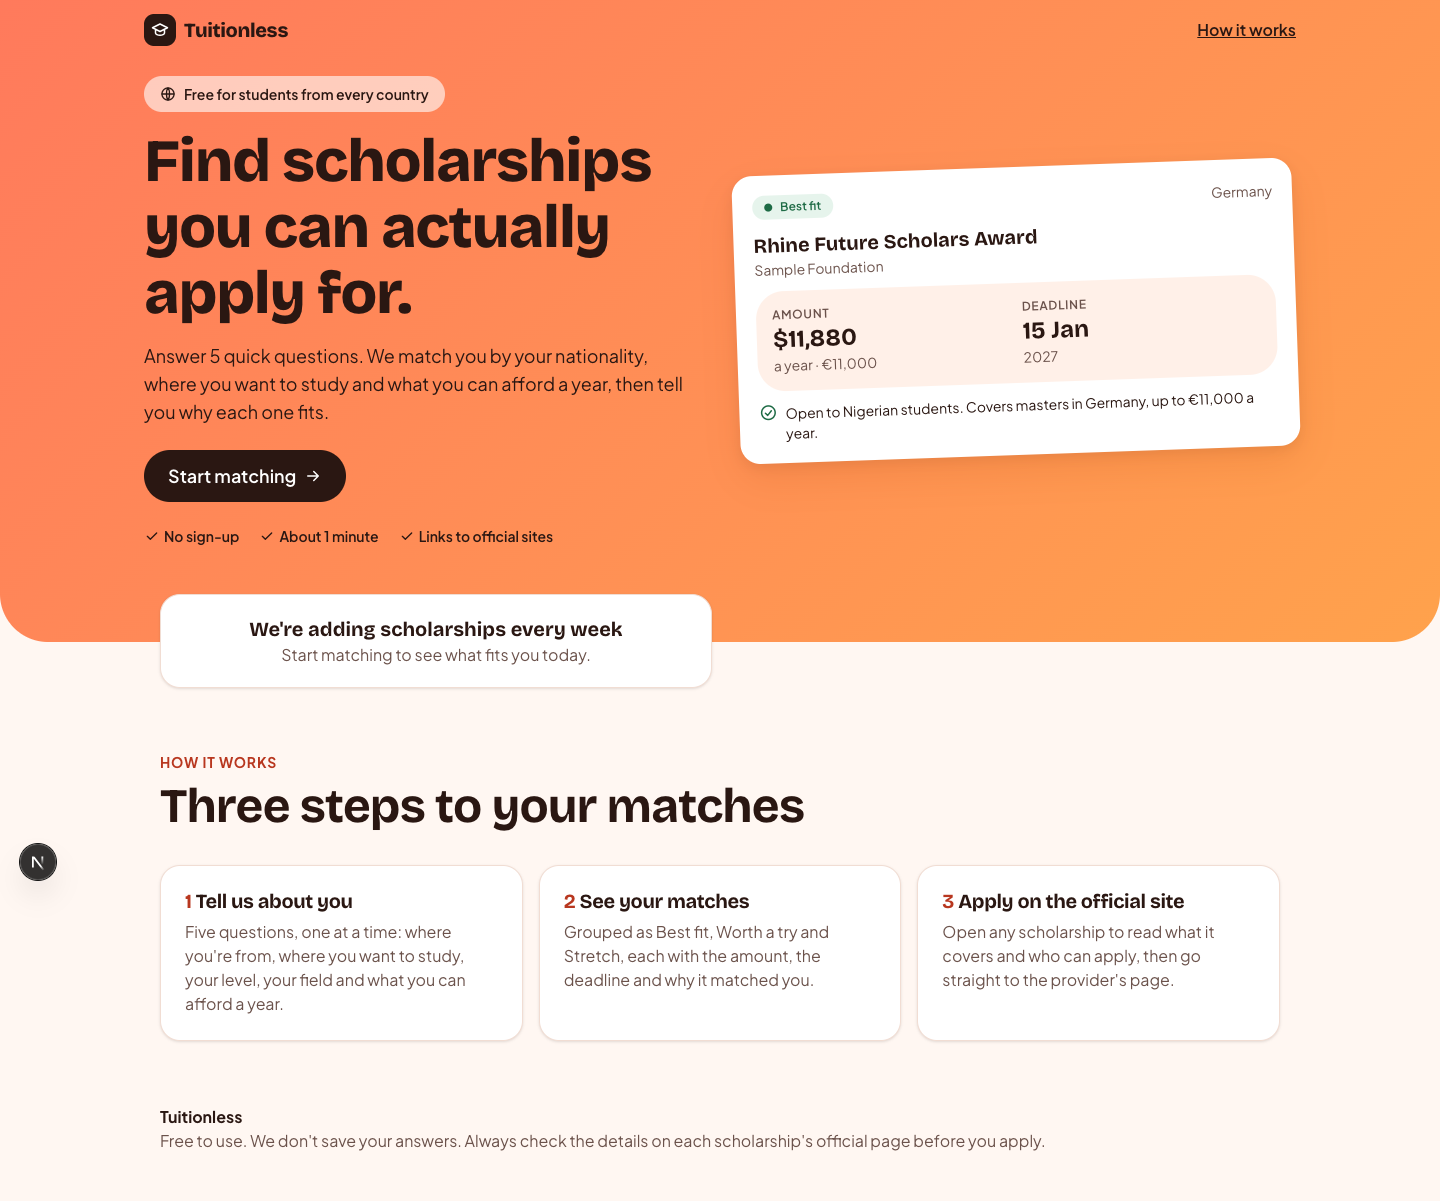 Tuitionless
How it works
Free for students from every country
Find scholarships
you can actually
apply for.
Answer 5 quick questions. We match you by your nationality,
where you want to study and what you can afford a year, then tell
you why each one fits.
Start matching
No sign-up
About 1 minute
Links to official sites
Best fit
Germany
Rhine Future Scholars Award
Sample Foundation
AMOUNT
$11,880
a year · €11,000
DEADLINE
15 Jan
2027
Open to Nigerian students. Covers masters in Germany, up to €11,000 a
year.
We're adding scholarships every week
Start matching to see what fits you today.
HOW IT WORKS
Three steps to your matches
1 Tell us about you
Five questions, one at a time: where
you're from, where you want to study,
your level, your field and what you can
afford a year.
2 See your matches
Grouped as Best fit, Worth a try and
Stretch, each with the amount, the
deadline and why it matched you.
3 Apply on the official site
Open any scholarship to read what it
covers and who can apply, then go
straight to the provider's page.
N
Tuitionless
Free to use. We don't save your answers. Always check the details on each scholarship's official page before you apply.